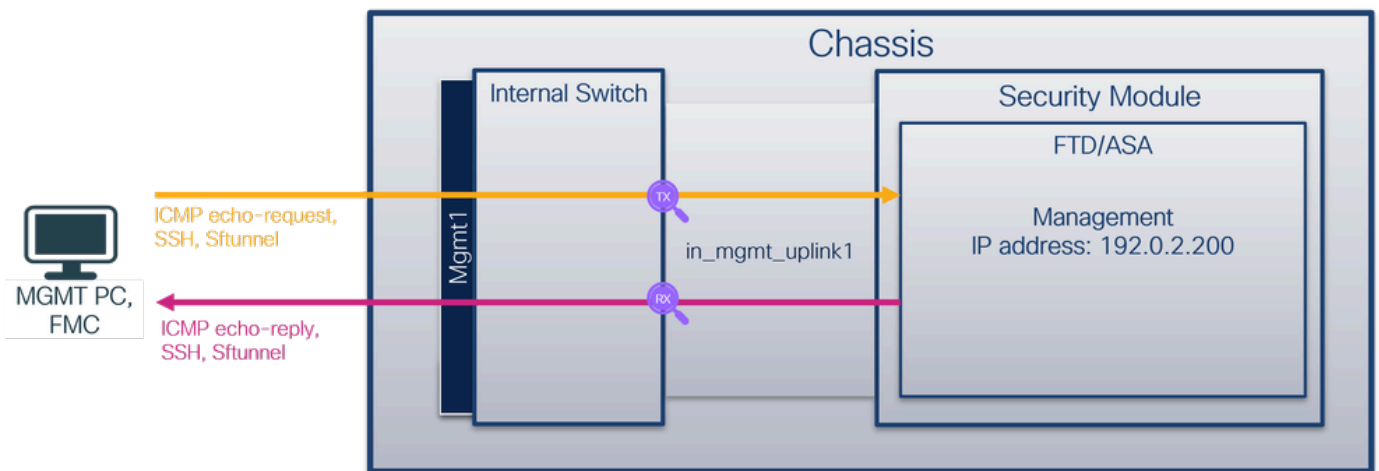 Chassis
Internal Switch
Security Module
FTD/ASA
Management
IP address: 192.0.2.200
Mgmt1
TX
ICMP echo-request,
SSH, Sftunnel
in_mgmt_uplink1
RX
MGMT PC,
FMC
ICMP echo-reply,
SSH, Sftunnel